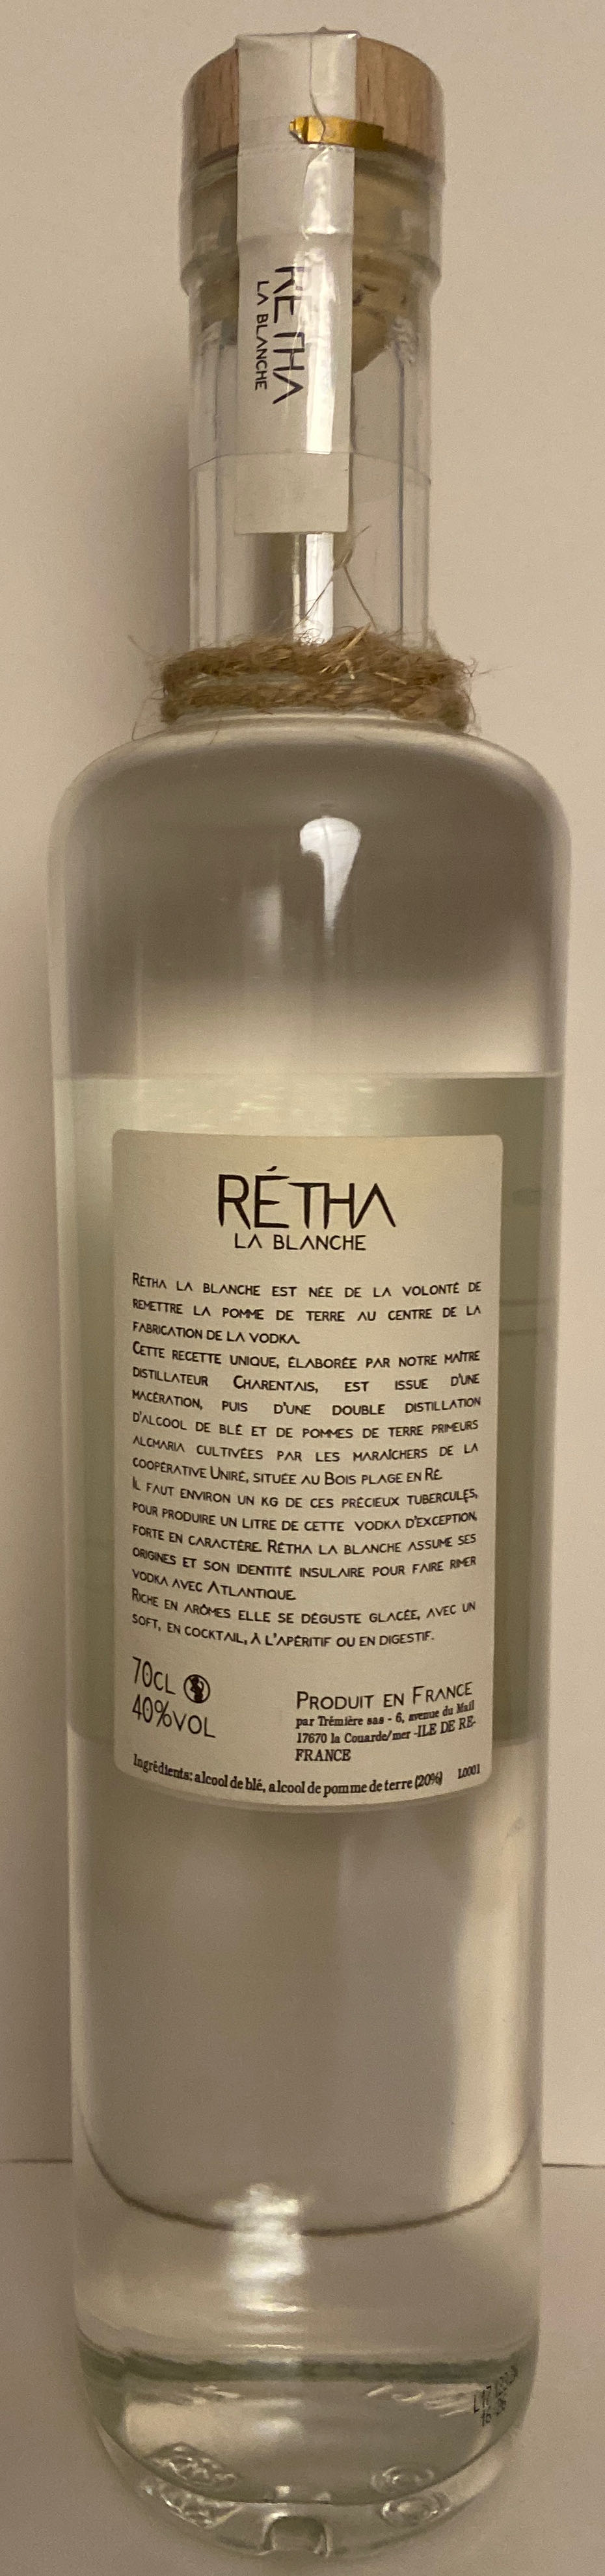 RÉTHA
LA BLANCHE
RÉTHA
LA BLANCHE
RÉTHA LA BLANCHE EST NÉE DE LA VOLONTÉ DE
REMETTRE LA POMME DE TERRE AU CENTRE DE LA
FABRICATION DE LA VODKA.
CETTE RECETTE UNIQUE, ÉLABORÉE PAR NOTRE MAÎTRE
DISTILLATEUR CHARENTAIS, EST ISSUE D'UNE
MACÉRATION, PUIS D'UNE DOUBLE DISTILLATION
D'ALCOOL DE BLÉ ET DE POMMES DE TERRE PRIMEURS
ALCMARIA CULTIVÉES PAR LES MARAÎCHERS DE LA
COOPÉRATIVE UNIRÉ, SITUÉE AU BOIS PLAGE EN RÉ.
IL FAUT ENVIRON UN KG DE CES PRÉCIEUX TUBERCULES,
POUR PRODUIRE UN LITRE DE CETTE VODKA D'EXCEPTION,
FORTE EN CARACTÈRE. RÉTHA LA BLANCHE ASSUME SES
ORIGINES ET SON IDENTITÉ INSULAIRE POUR FAIRE RIMER
VODKA AVEC ATLANTIQUE.
RICHE EN ARÔMES ELLE SE DÉGUSTE GLACÉE, AVEC UN
SOFT, EN COCKTAIL, À L'APÉRITIF OU EN DIGESTIF.
70CL
40%VOL
PRODUIT EN FRANCE
par Trémière sas - 6, avenue du Mail
17670 la Couarde/mer -ILE DE RE-
FRANCE
Ingrédients: alcool de blé, alcool de pomme de terre (20%) L0001